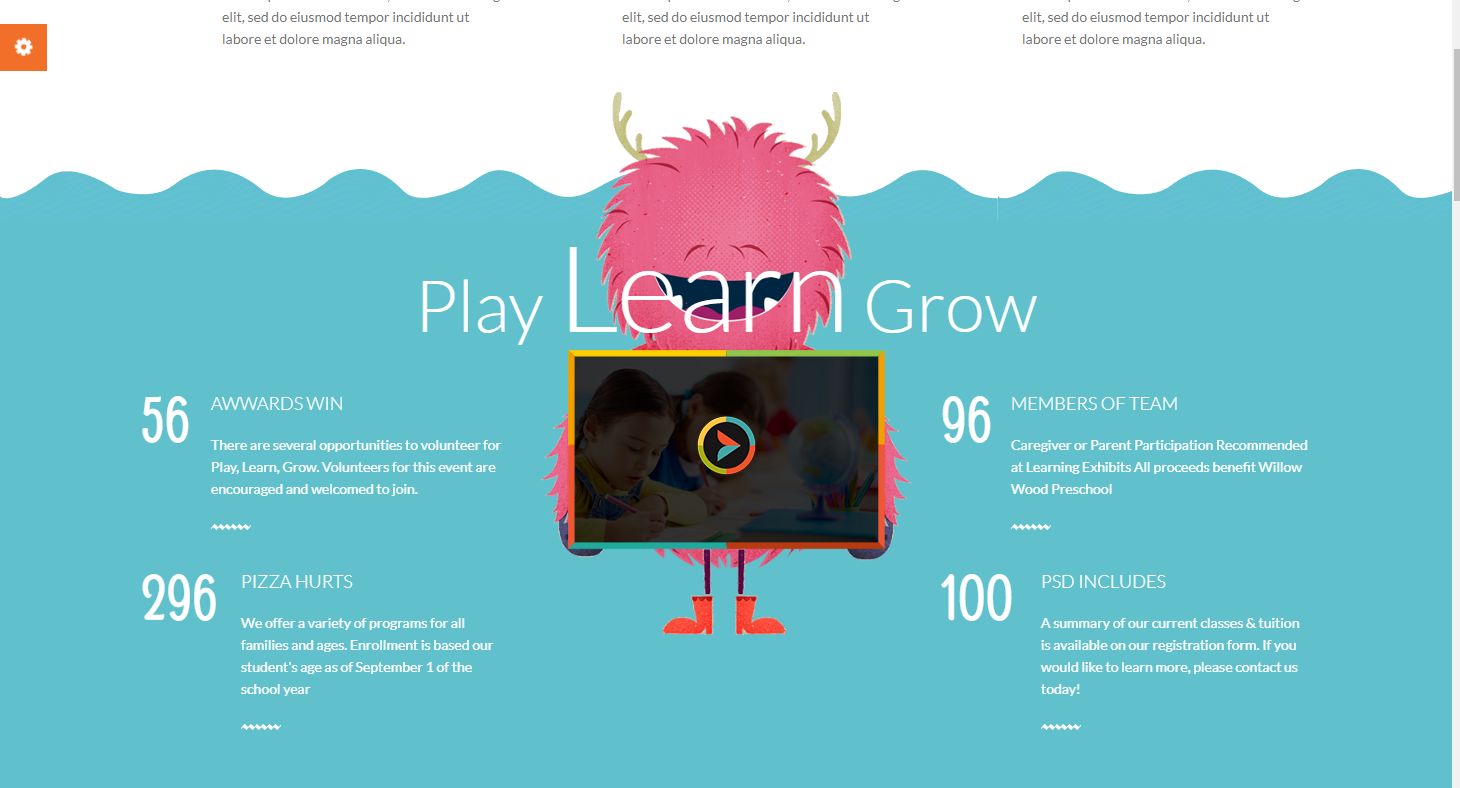 elit, sed do eiusmod tempor incididunt ut
labore et dolore magna aliqua.
elit, sed do eiusmod tempor incididunt ut
labore et dolore magna aliqua.
elit, sed do eiusmod tempor incididunt ut
labore et dolore magna aliqua.
Play Learn Grow
56
AWWARDS WIN
There are several opportunities to volunteer for
Play, Learn, Grow. Volunteers for this event are
encouraged and welcomed to join.
96
MEMBERS OF TEAM
Caregiver or Parent Participation Recommended
at Learning Exhibits All proceeds benefit Willow
Wood Preschool
296
PIZZA HURTS
We offer a variety of programs for all
families and ages. Enrollment is based our
student's age as of September 1 of the
school year
100
PSD INCLUDES
A summary of our current classes & tuition
is available on our registration form. If you
would like to learn more, please contact us
today!